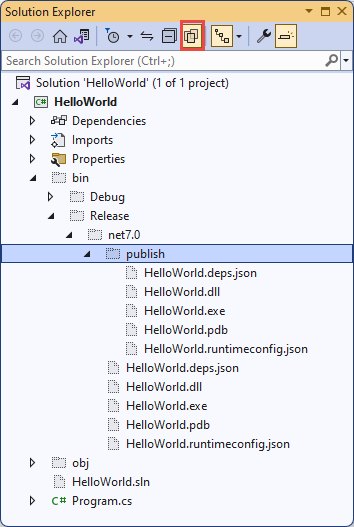 Solution Explorer
Search Solution Explorer (Ctrl+;)
Solution 'HelloWorld' (1 of 1 project)
C# HelloWorld
Dependencies
Imports
Properties
bin
Debug
Release
net7.0
publish
HelloWorld.deps.json
HelloWorld.dll
HelloWorld.exe
HelloWorld.pdb
HelloWorld.runtimeconfig.json
HelloWorld.deps.json
HelloWorld.dll
HelloWorld.exe
HelloWorld.pdb
HelloWorld.runtimeconfig.json
obj
HelloWorld.sln
C# Program.cs